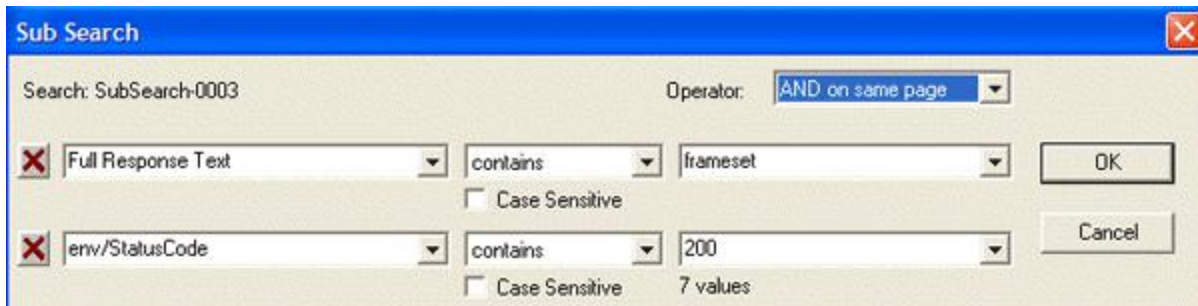 Sub Search
Search: SubSearch-0003 Operator: AND on same page
Full Response Text contains frameset OK
Case Sensitive
env/StatusCode contains 200 Cancel
Case Sensitive 7 values